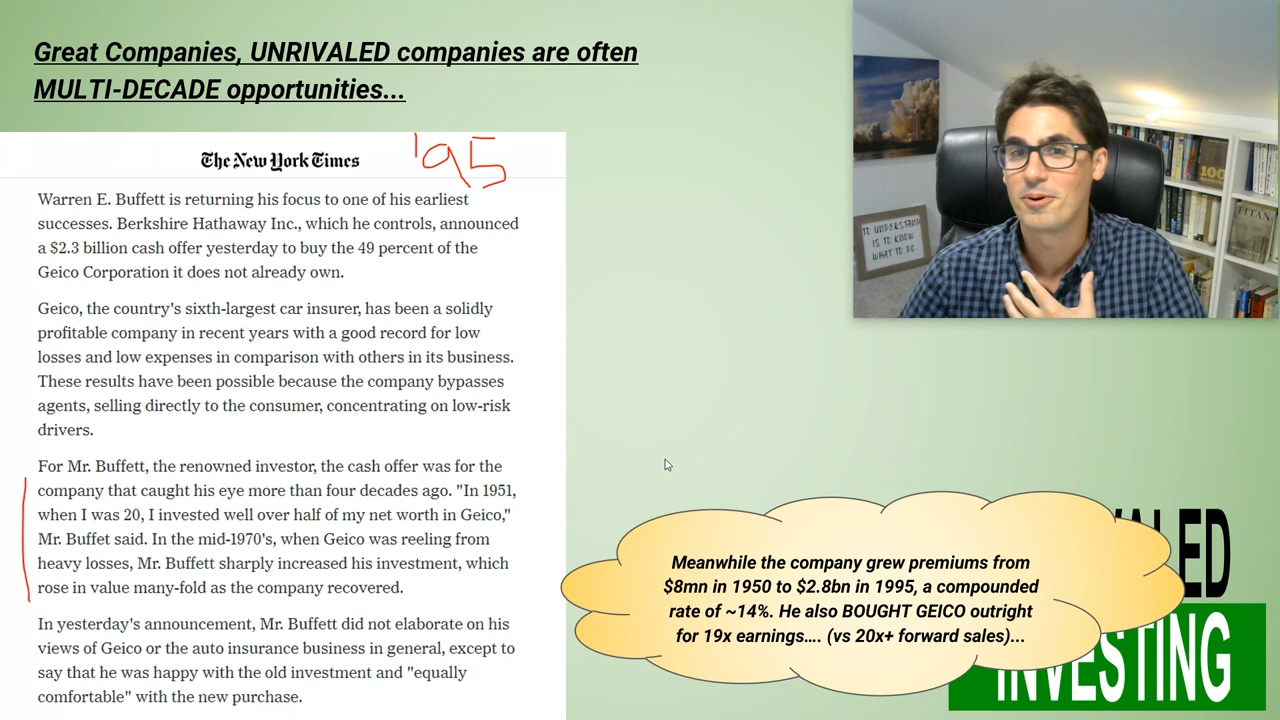 Great Companies, UNRIVALED companies are often
MULTI-DECADE opportunities...
The New York Times
'95
Warren E. Buffett is returning his focus to one of his earliest
successes. Berkshire Hathaway Inc., which he controls, announced
a $2.3 billion cash offer yesterday to buy the 49 percent of the
Geico Corporation it does not already own.
Geico, the country's sixth-largest car insurer, has been a solidly
profitable company in recent years with a good record for low
losses and low expenses in comparison with others in its business.
These results have been possible because the company bypasses
agents, selling directly to the consumer, concentrating on low-risk
drivers.
For Mr. Buffett, the renowned investor, the cash offer was for the
company that caught his eye more than four decades ago. "In 1951,
when I was 20, I invested well over half of my net worth in Geico,"
Mr. Buffet said. In the mid-1970's, when Geico was reeling from
heavy losses, Mr. Buffett sharply increased his investment, which
rose in value many-fold as the company recovered.
In yesterday's announcement, Mr. Buffett did not elaborate on his
views of Geico or the auto insurance business in general, except to
say that he was happy with the old investment and "equally
comfortable" with the new purchase.
TO UNDERSTAND
IS TO KNOW
WHAT TO DO
TITAN
Meanwhile the company grew premiums from
$8mn in 1950 to $2.8bn in 1995, a compounded
rate of ~14%. He also BOUGHT GEICO outright
for 19x earnings.... (vs 20x+ forward sales)...
VALED
INVESTING